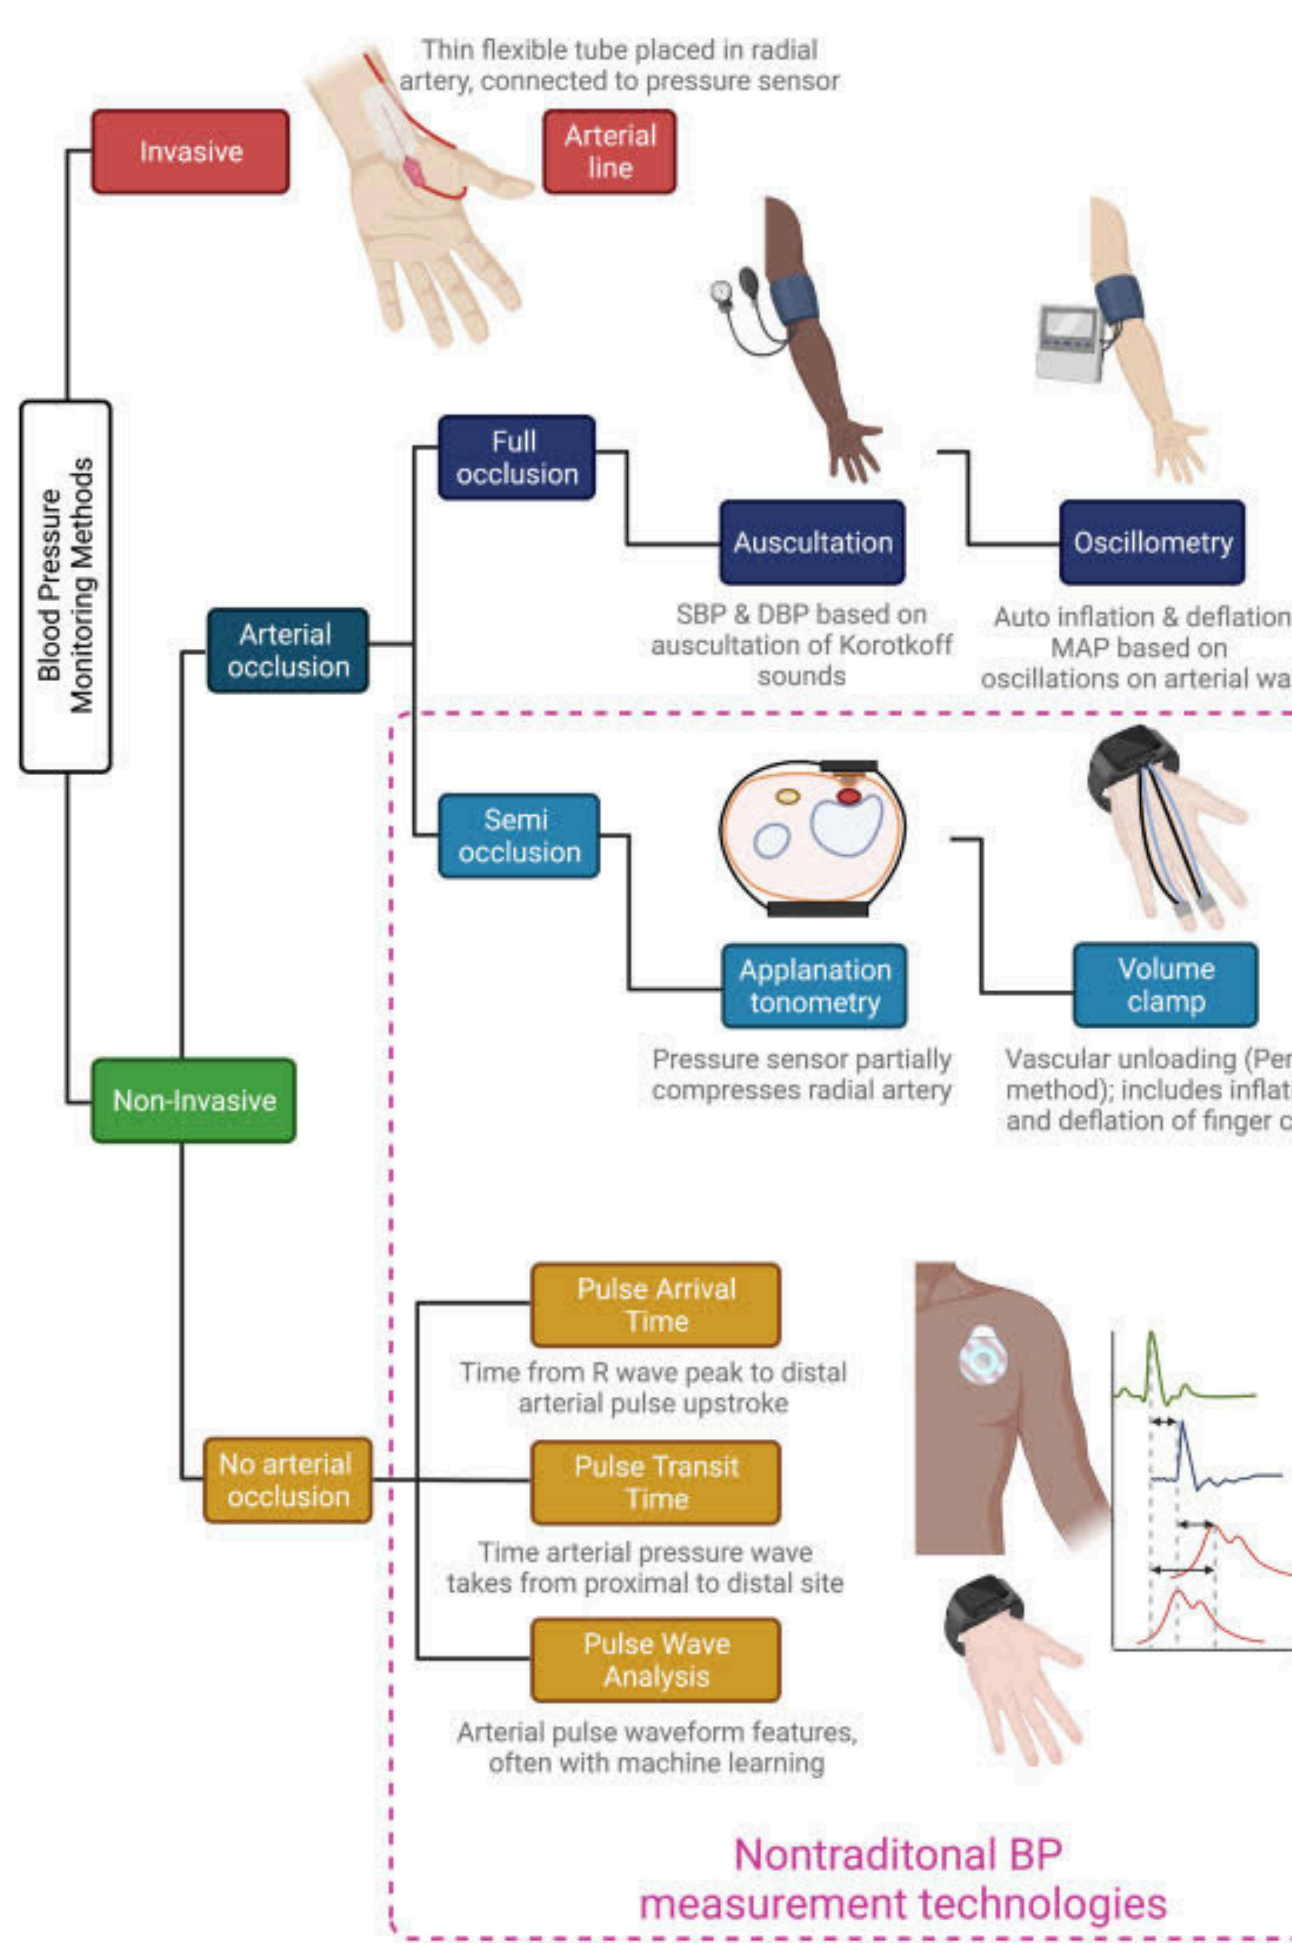 Thin flexible tube placed in radial
artery, connected to pressure sensor
Invasive
Arterial
line
Blood Pressure
Monitoring Methods
Full
occlusion
Auscultation
Oscillometry
SBP & DBP based on
auscultation of Korotkoff
sounds
Auto inflation & deflation
MAP based on
oscillations on arterial
Arterial
occlusion
Semi
occlusion
Applanation
tonometry
Volume
clamp
Pressure sensor partially
compresses radial artery
Vascular unloading
method); includes
and deflation of finger
Non-Invasive
Pulse Arrival
Time
Time from R wave peak to distal
arterial pulse upstroke
No arterial
occlusion
Pulse Transit
Time
Time arterial pressure wave
takes from proximal to distal site
Pulse Wave
Analysis
Arterial pulse waveform features,
often with machine learning
Nontraditonal BP
measurement technologies